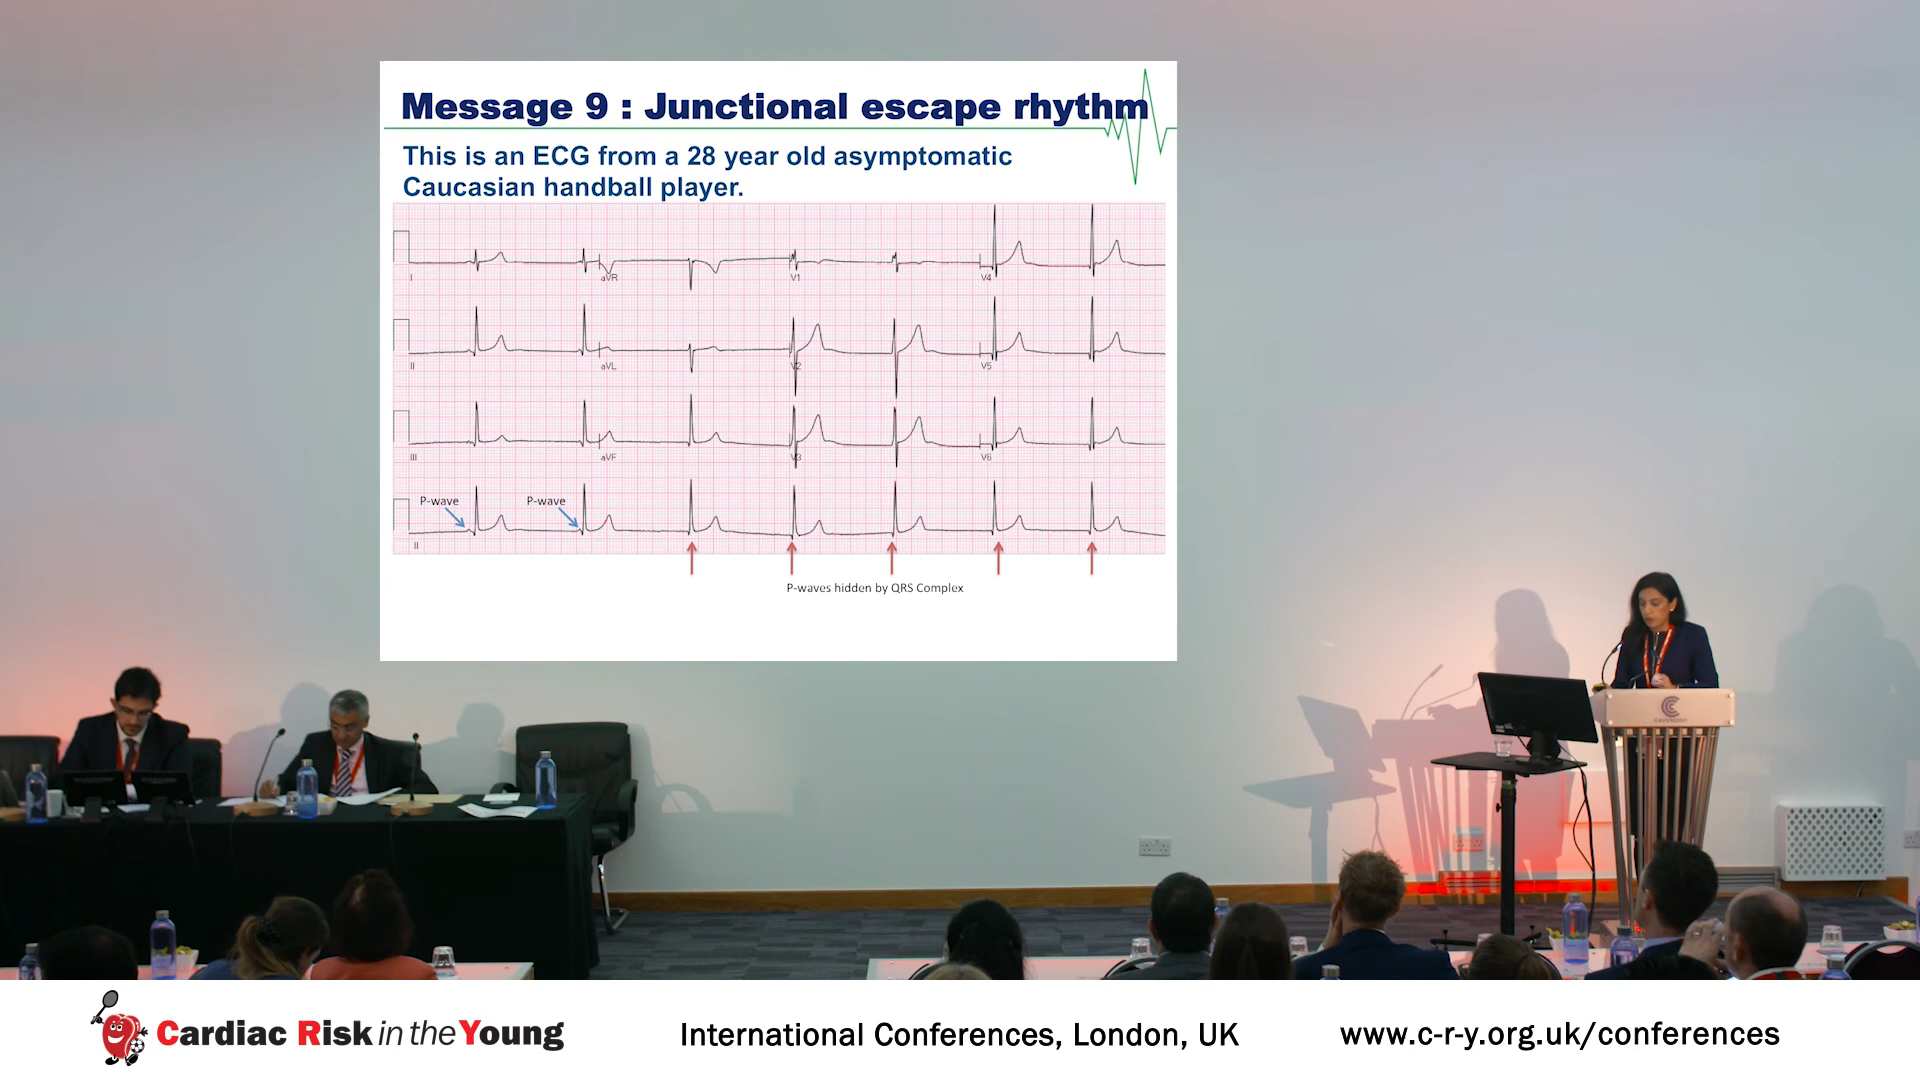 Message 9 : Junctional escape rhythm
This is an ECG from a 28 year old asymptomatic
Caucasian handball player.
I aVR V1 V4
II aVL V2 V5
III aVF V3 V6
P-wave P-wave
II
P-waves hidden by QRS Complex
CAVENDISH
Cardiac Risk in the Young
International Conferences, London, UK
www.c-r-y.org.uk/conferences